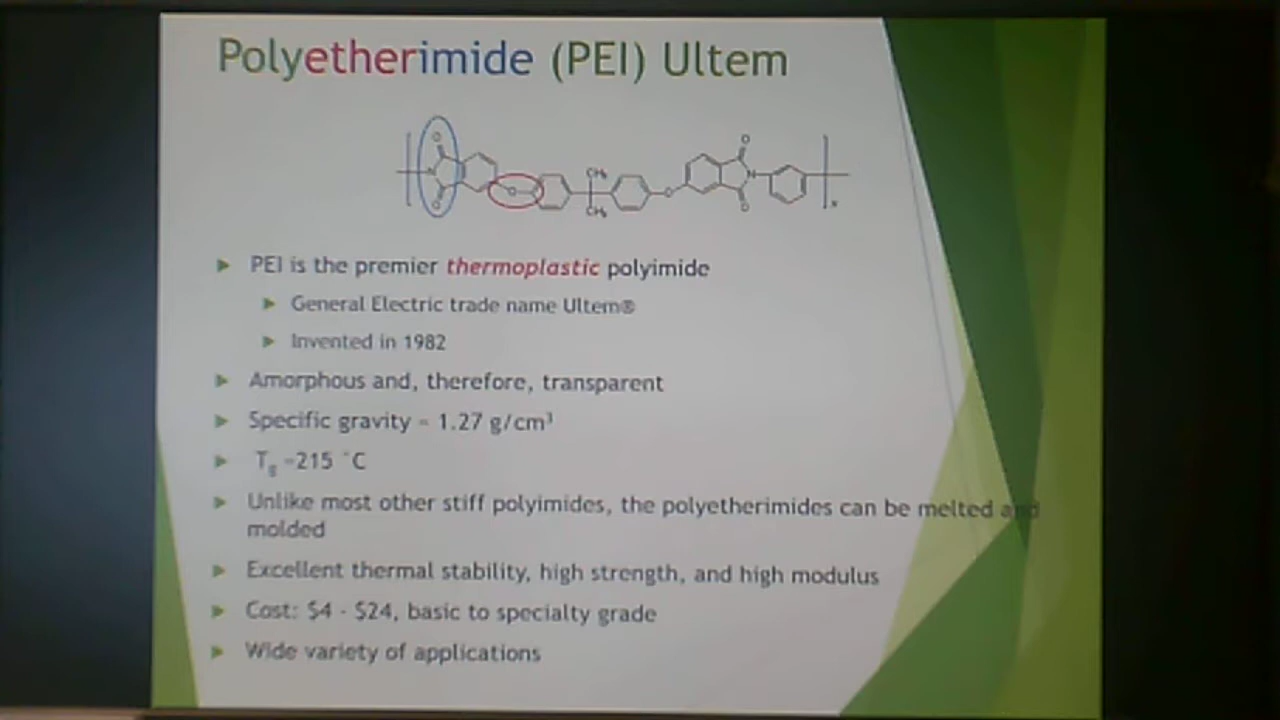 Polyetherimide (PEI) Ultem
PEI is the premier thermoplastic polyimide
General Electric trade name Ultem®
Invented in 1982
Amorphous and, therefore, transparent
Specific gravity = 1.27 g/cm³
Tg ~215 °C
Unlike most other stiff polyimides, the polyetherimides can be melted and
molded
Excellent thermal stability, high strength, and high modulus
Cost: $4 - $24, basic to specialty grade
Wide variety of applications